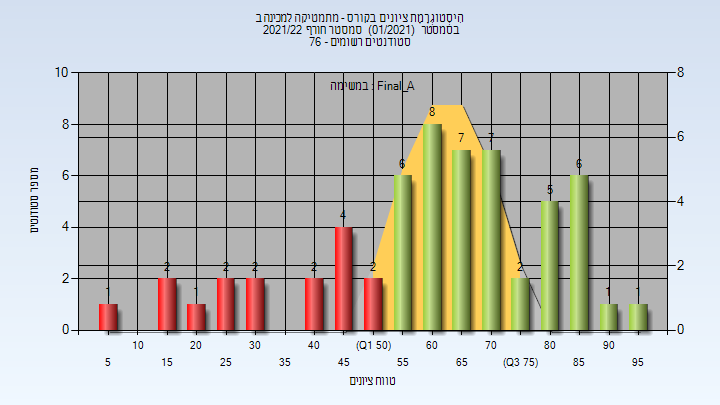 היסטוגרמת ציונים בקורס - מתמטיקה למכינה ב
בסמסטר (01/2021) סמסטר חורף 2021/22
סטודנטים רשומים - 76
במשימה : Final_A
10 8 6 4 2 0
מספר סטודנטים
8 6 4 2 0
1 2 1 2 2 2 4 2 6 8 7 7 2 5 6 1 1
10 20 30 40 (Q1 50) 60 70 80 90
5 15 25 35 45 55 65 (Q3 75) 85 95
טווח ציונים